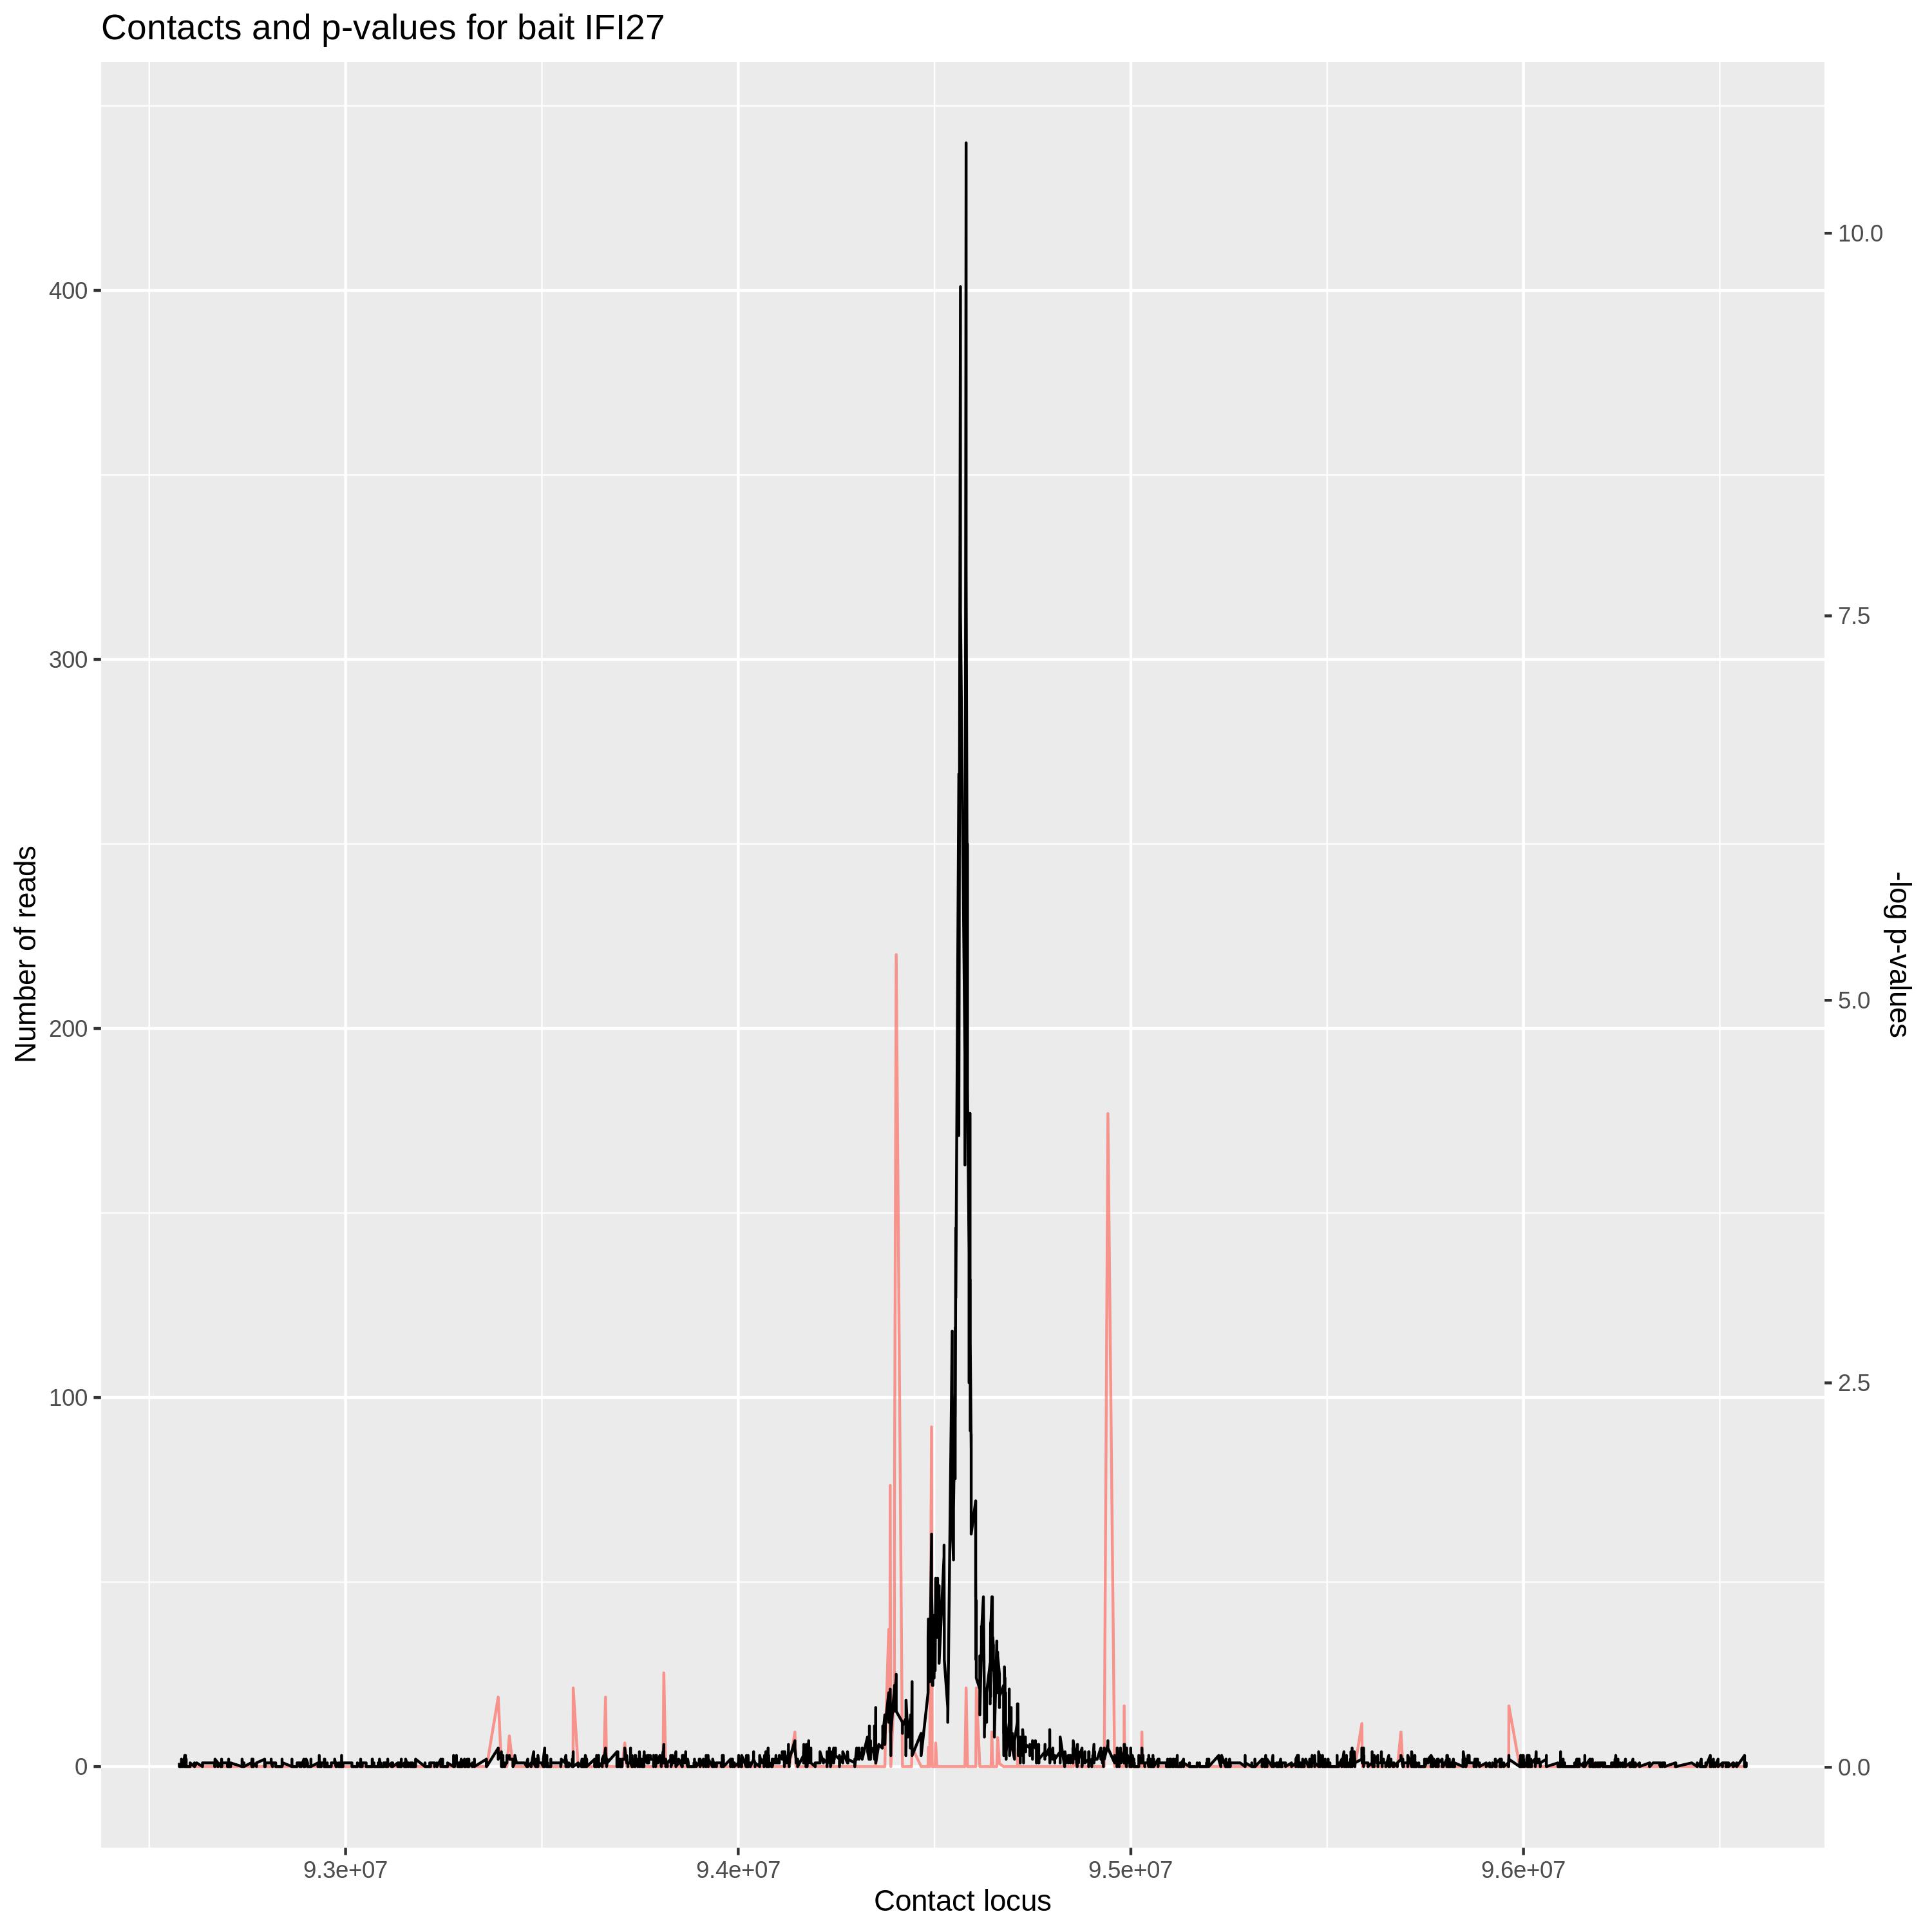 Contacts and p-values for bait IFI27
400
300
200
100
0
Number of reads
10.0
7.5
5.0
2.5
0.0
-log p-values
9.3e+07
9.4e+07
9.5e+07
9.6e+07
Contact locus